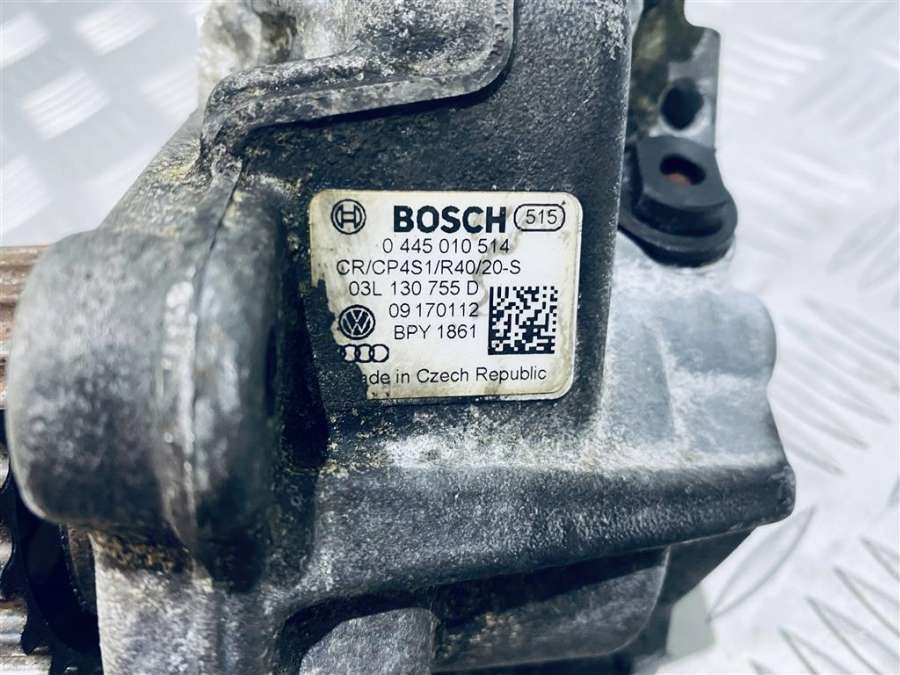 BOSCH 515
0 445 010 514
CR/CP4S1/R40/20-S
03L 130 755 D
09170112
BPY 1861
ade in Czech Republic